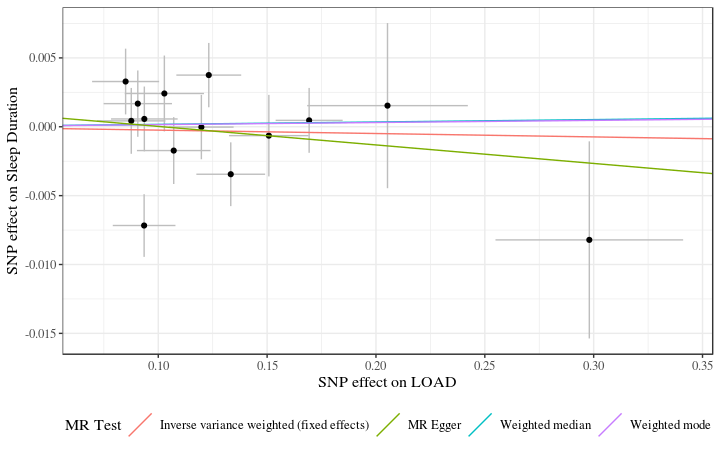 0.005
0.000
-0.005
-0.010
-0.015
SNP effect on Sleep Duration
0.10 0.15 0.20 0.25 0.30 0.35
SNP effect on LOAD
MR Test Inverse variance weighted (fixed effects) MR Egger Weighted median Weighted mode